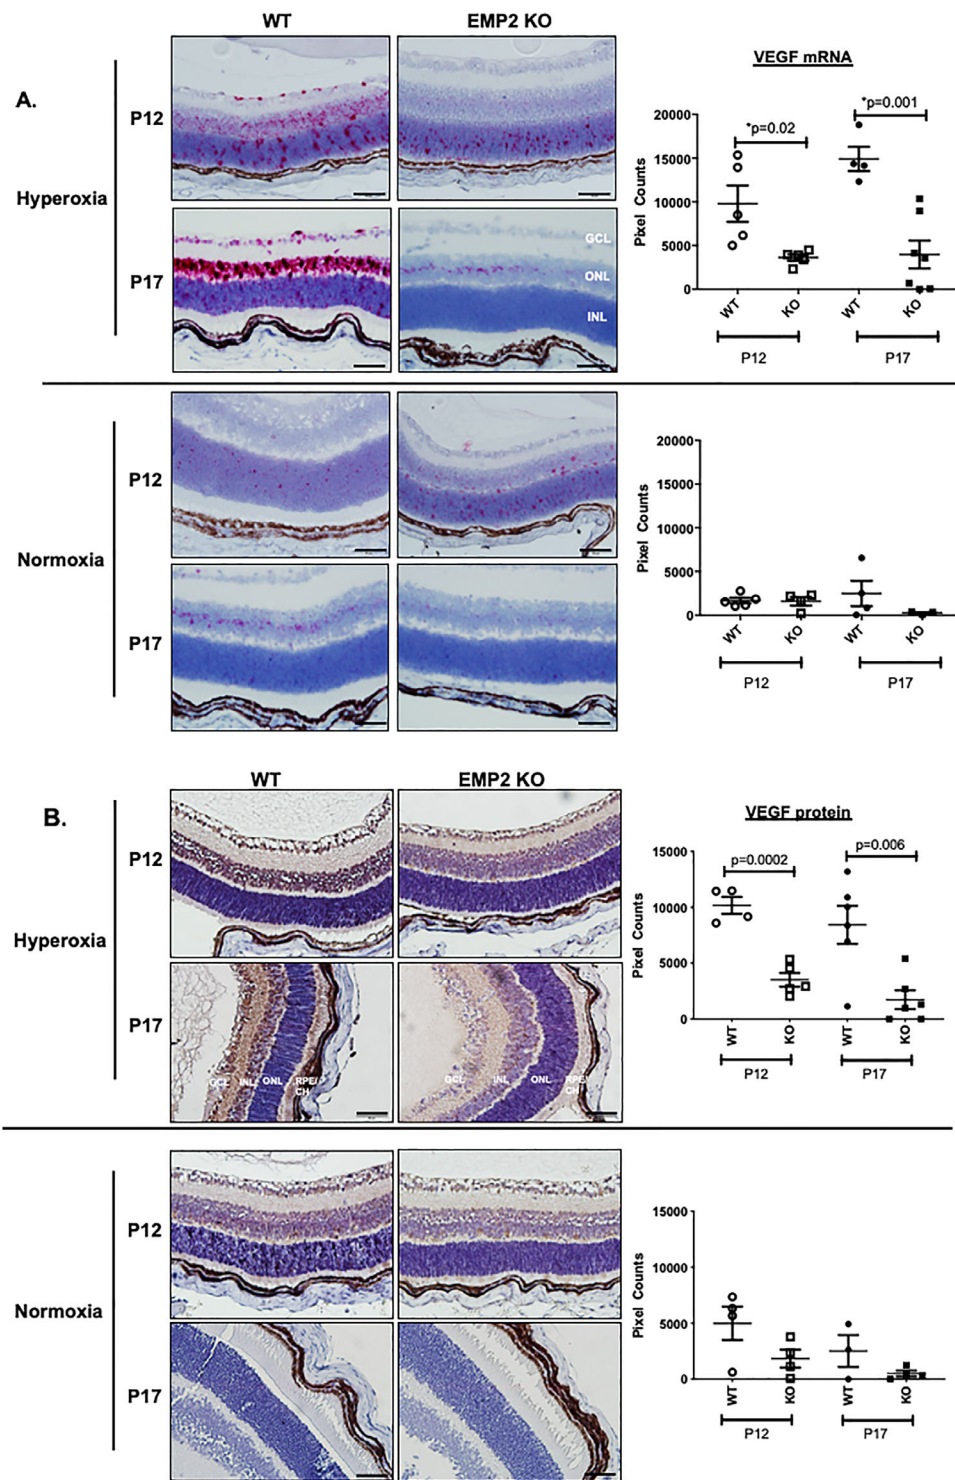 WT EMP2 KO
A.
Hyperoxia
P12
P17
GCL
ONL
INL
VEGF mRNA
*p=0.02
*p=0.001
Pixel Counts
20000
15000
10000
5000
0
WT KO WT KO
P12 P17
Normoxia
P12
P17
Pixel Counts
20000
15000
10000
5000
0
WT KO WT KO
P12 P17
WT EMP2 KO
B.
Hyperoxia
P12
P17
GCL INL ONL RPE/
CH
GCL INL ONL RPE/
CH
VEGF protein
p=0.0002
p=0.006
Pixel Counts
15000
10000
5000
0
WT KO WT KO
P12 P17
Normoxia
P12
P17
Pixel Counts
15000
10000
5000
0
WT KO WT KO
P12 P17